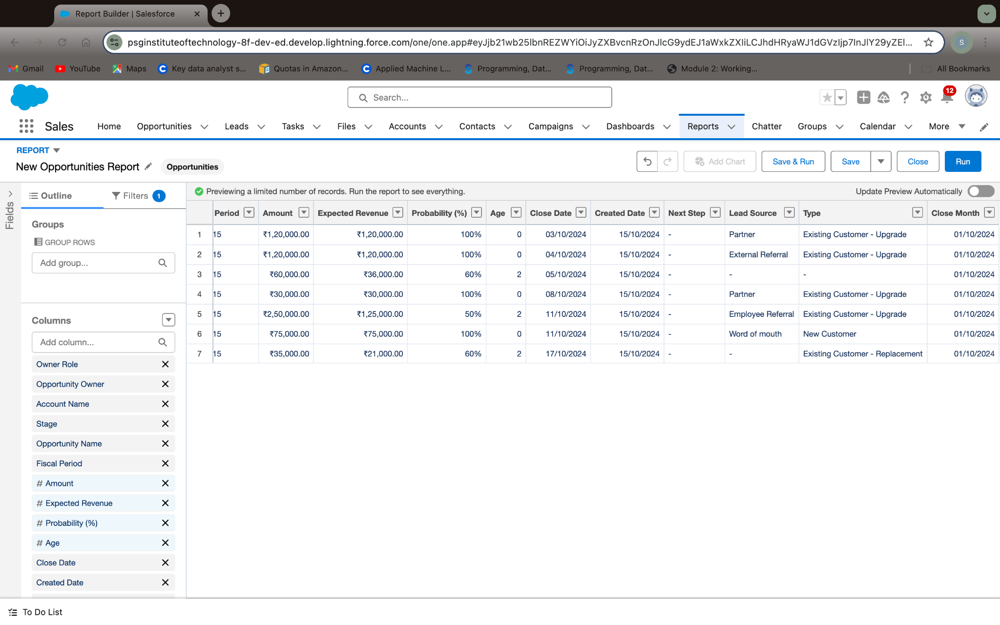 Report Builder | Salesforce
psginstituteoftechnology-8f-dev-ed.develop.lightning.force.com/one/one.app#eyJjb21wb25lbnREZWYiOiJyZXBvcnRzOnJlcG9ydEJ1aWxkZXIiLCJhdHRyaWJ1dGVzIjp7InJlY29yZEl...
S
Gmail YouTube Maps Key data analyst s... Quotas in Amazon... Applied Machine L... Programming, Dat... Programming, Dat... Module 2: Working... All Bookmarks
Search...
12
Sales Home Opportunities Leads Tasks Files Accounts Contacts Campaigns Dashboards Reports Chatter Groups Calendar More
REPORT
New Opportunities Report Opportunities
Add Chart Save & Run Save Close Run
Fields
Outline Filters 1
Previewing a limited number of records. Run the report to see everything. Update Preview Automatically
Groups
GROUP ROWS
Add group...
Columns
Add column...
Owner Role
Opportunity Owner
Account Name
Stage
Opportunity Name
Fiscal Period
# Amount
# Expected Revenue
# Probability (%)
# Age
Close Date
Created Date
Period Amount Expected Revenue Probability (%) Age Close Date Created Date Next Step Lead Source Type Close Month
1 15 ₹1,20,000.00 ₹1,20,000.00 100% 0 03/10/2024 15/10/2024 - Partner Existing Customer - Upgrade 01/10/2024
2 15 ₹1,20,000.00 ₹1,20,000.00 100% 0 04/10/2024 15/10/2024 - External Referral Existing Customer - Upgrade 01/10/2024
3 15 ₹60,000.00 ₹36,000.00 60% 2 05/10/2024 15/10/2024 - - - 01/10/2024
4 15 ₹30,000.00 ₹30,000.00 100% 0 08/10/2024 15/10/2024 - Partner Existing Customer - Upgrade 01/10/2024
5 15 ₹2,50,000.00 ₹1,25,000.00 50% 2 11/10/2024 15/10/2024 - Employee Referral Existing Customer - Upgrade 01/10/2024
6 15 ₹75,000.00 ₹75,000.00 100% 0 11/10/2024 15/10/2024 - Word of mouth New Customer 01/10/2024
7 15 ₹35,000.00 ₹21,000.00 60% 2 17/10/2024 15/10/2024 - - Existing Customer - Replacement 01/10/2024
To Do List